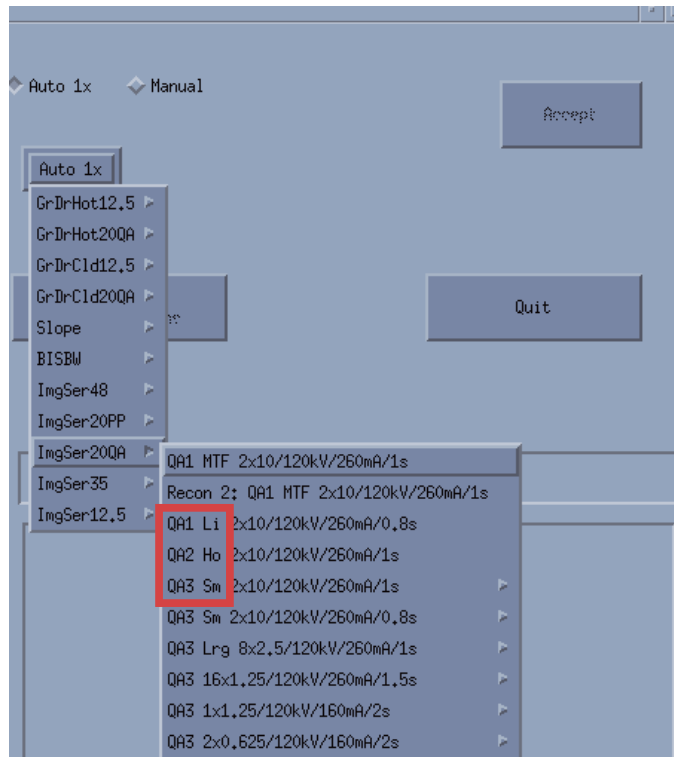 Auto 1x Manual
Accept
Auto 1x
GrDrHot12.5
GrDrHot20QA
GrDrCld12.5
GrDrCld20QA
Quit
Slope
BISBW
ImgSer48
ImgSer20PP
ImgSer20QA
ImgSer35
ImgSer12.5
QA1 MTF 2x10/120kV/260mA/1s
Recon 2: QA1 MTF 2x10/120kV/260mA/1s
QA1 Li 2x10/120kV/260mA/0.8s
QA2 Ho 2x10/120kV/260mA/1s
QA3 Sm 2x10/120kV/260mA/1s
QA3 Sm 2x10/120kV/260mA/0.8s
QA3 Lrg 8x2.5/120kV/260mA/1s
QA3 16x1.25/120kV/260mA/1.5s
QA3 1x1.25/120kV/160mA/2s
QA3 2x0.625/120kV/160mA/2s